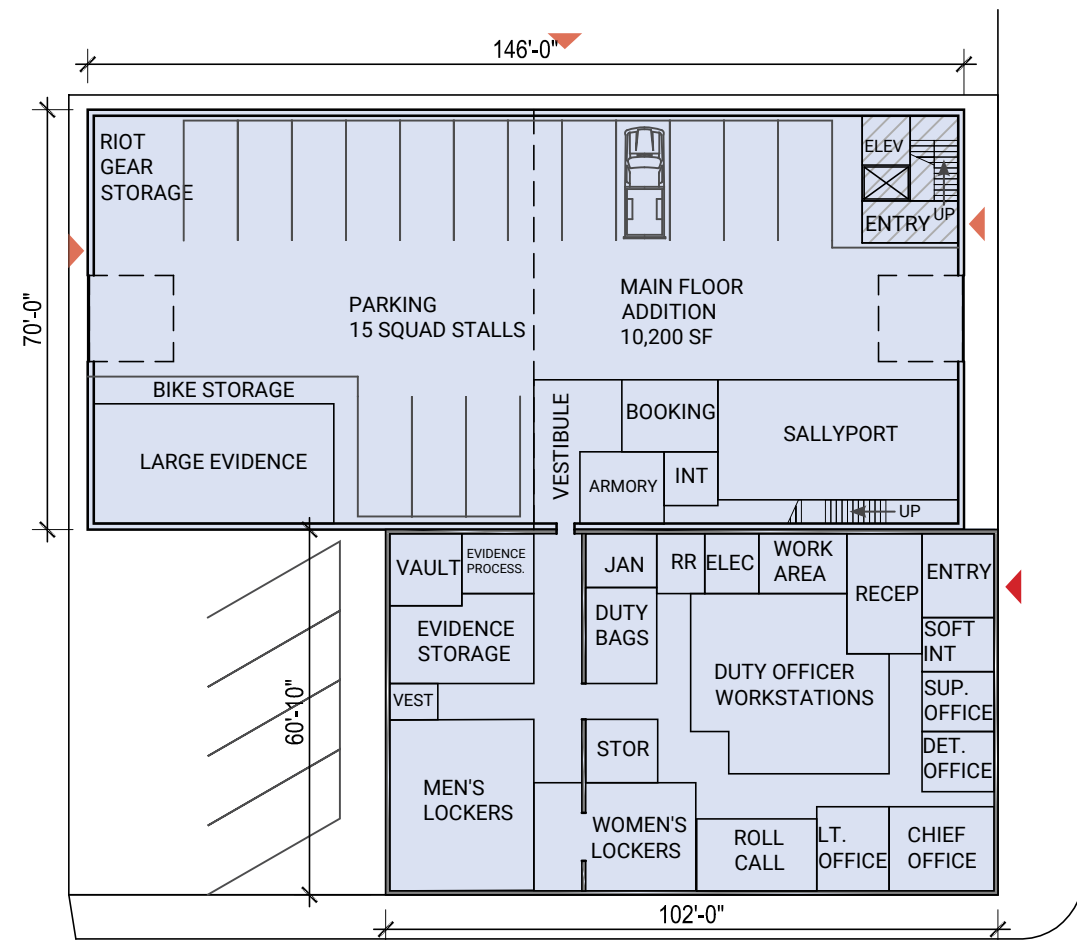 146'-0"
RIOT
GEAR
STORAGE
ELEV
UP
ENTRY
70'-0"
PARKING
15 SQUAD STALLS
MAIN FLOOR
ADDITION
10,200 SF
BIKE STORAGE
LARGE EVIDENCE
VESTIBULE
BOOKING
SALLYPORT
ARMORY
INT
UP
VAULT
EVIDENCE
PROCESS.
JAN
RR
ELEC
WORK
AREA
RECEP
ENTRY
EVIDENCE
STORAGE
DUTY
BAGS
SOFT
INT
DUTY OFFICER
WORKSTATIONS
SUP.
OFFICE
VEST
60'-10"
STOR
DET.
OFFICE
MEN'S
LOCKERS
WOMEN'S
LOCKERS
ROLL
CALL
LT.
OFFICE
CHIEF
OFFICE
102'-0"